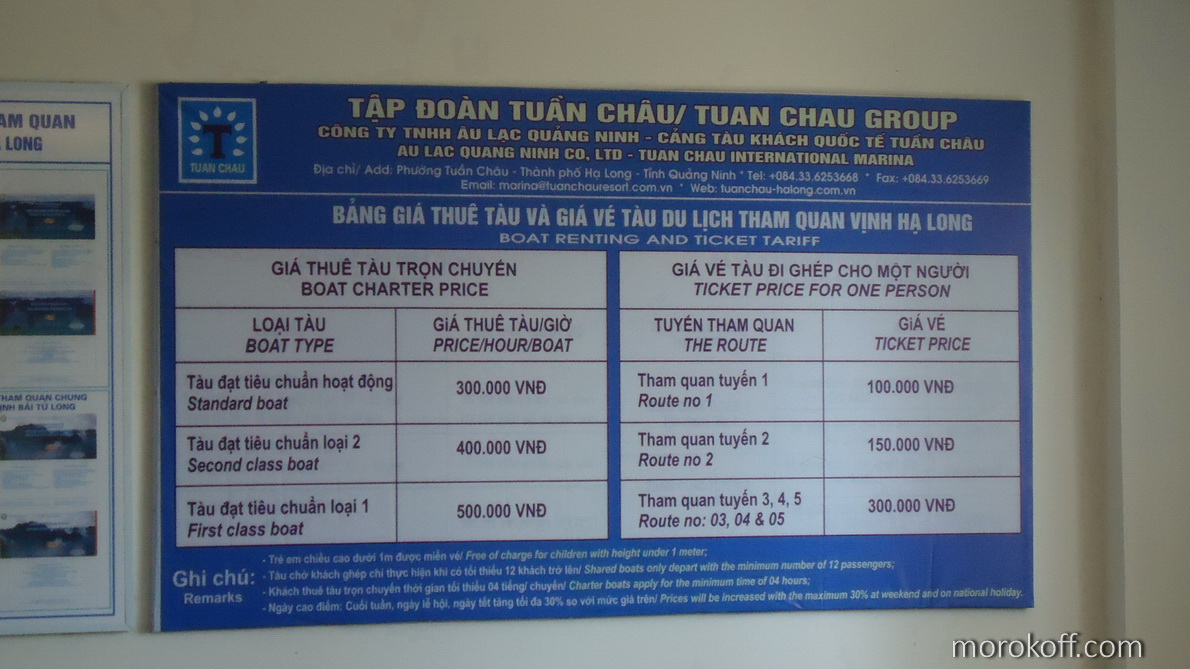 AM QUAN
LONG
THAM QUAN CHUNG
NH BÁI TỬ LONG
T
TUAN CHAU
TẬP ĐOÀN TUẦN CHÂU/ TUAN CHAU GROUP
CÔNG TY TNHH ÂU LẠC QUẢNG NINH - CẢNG TÀU KHÁCH QUỐC TẾ TUẦN CHÂU
AU LAC QUANG NINH CO, LTD - TUAN CHAU INTERNATIONAL MARINA
Địa chỉ/ Add: Phường Tuần Châu - Thành phố Hạ Long - Tỉnh Quảng Ninh * Tel: +084.33.6253668 * Fax: +084.33.6253669
Email: marina@tuanchauresort.com.vn * Web: tuanchau-halong.com.vn
BẢNG GIÁ THUÊ TÀU VÀ GIÁ VÉ TÀU DU LỊCH THAM QUAN VỊNH HẠ LONG
BOAT RENTING AND TICKET TARIFF
GIÁ THUÊ TÀU TRỌN CHUYẾN
BOAT CHARTER PRICE
LOẠI TÀU
BOAT TYPE
GIÁ THUÊ TÀU/GIỜ
PRICE/HOUR/BOAT
Tàu đạt tiêu chuẩn hoạt động
Standard boat
300.000 VNĐ
Tàu đạt tiêu chuẩn loại 2
Second class boat
400.000 VNĐ
Tàu đạt tiêu chuẩn loại 1
First class boat
500.000 VNĐ
GIÁ VÉ TÀU ĐI GHÉP CHO MỘT NGƯỜI
TICKET PRICE FOR ONE PERSON
TUYẾN THAM QUAN
THE ROUTE
GIÁ VÉ
TICKET PRICE
Tham quan tuyến 1
Route no 1
100.000 VNĐ
Tham quan tuyến 2
Route no 2
150.000 VNĐ
Tham quan tuyến 3, 4, 5
Route no: 03, 04 & 05
300.000 VNĐ
Ghi chú:
Remarks
- Trẻ em chiều cao dưới 1m được miễn vé/ Free of charge for children with height under 1 meter;
- Tàu chở khách ghép chỉ thực hiện khi có tối thiểu 12 khách trở lên/ Shared boats only depart with the minimum number of 12 passengers;
- Khách thuê tàu trọn chuyến thời gian tối thiểu 04 tiếng/ chuyến/ Charter boats apply for the minimum time of 04 hours;
- Ngày cao điểm: Cuối tuần, ngày lễ hội, ngày tết tăng tối đa 30% so với mức giá trên/ Prices will be increased with the maximum 30% at weekend and on national holiday.
morokoff.com